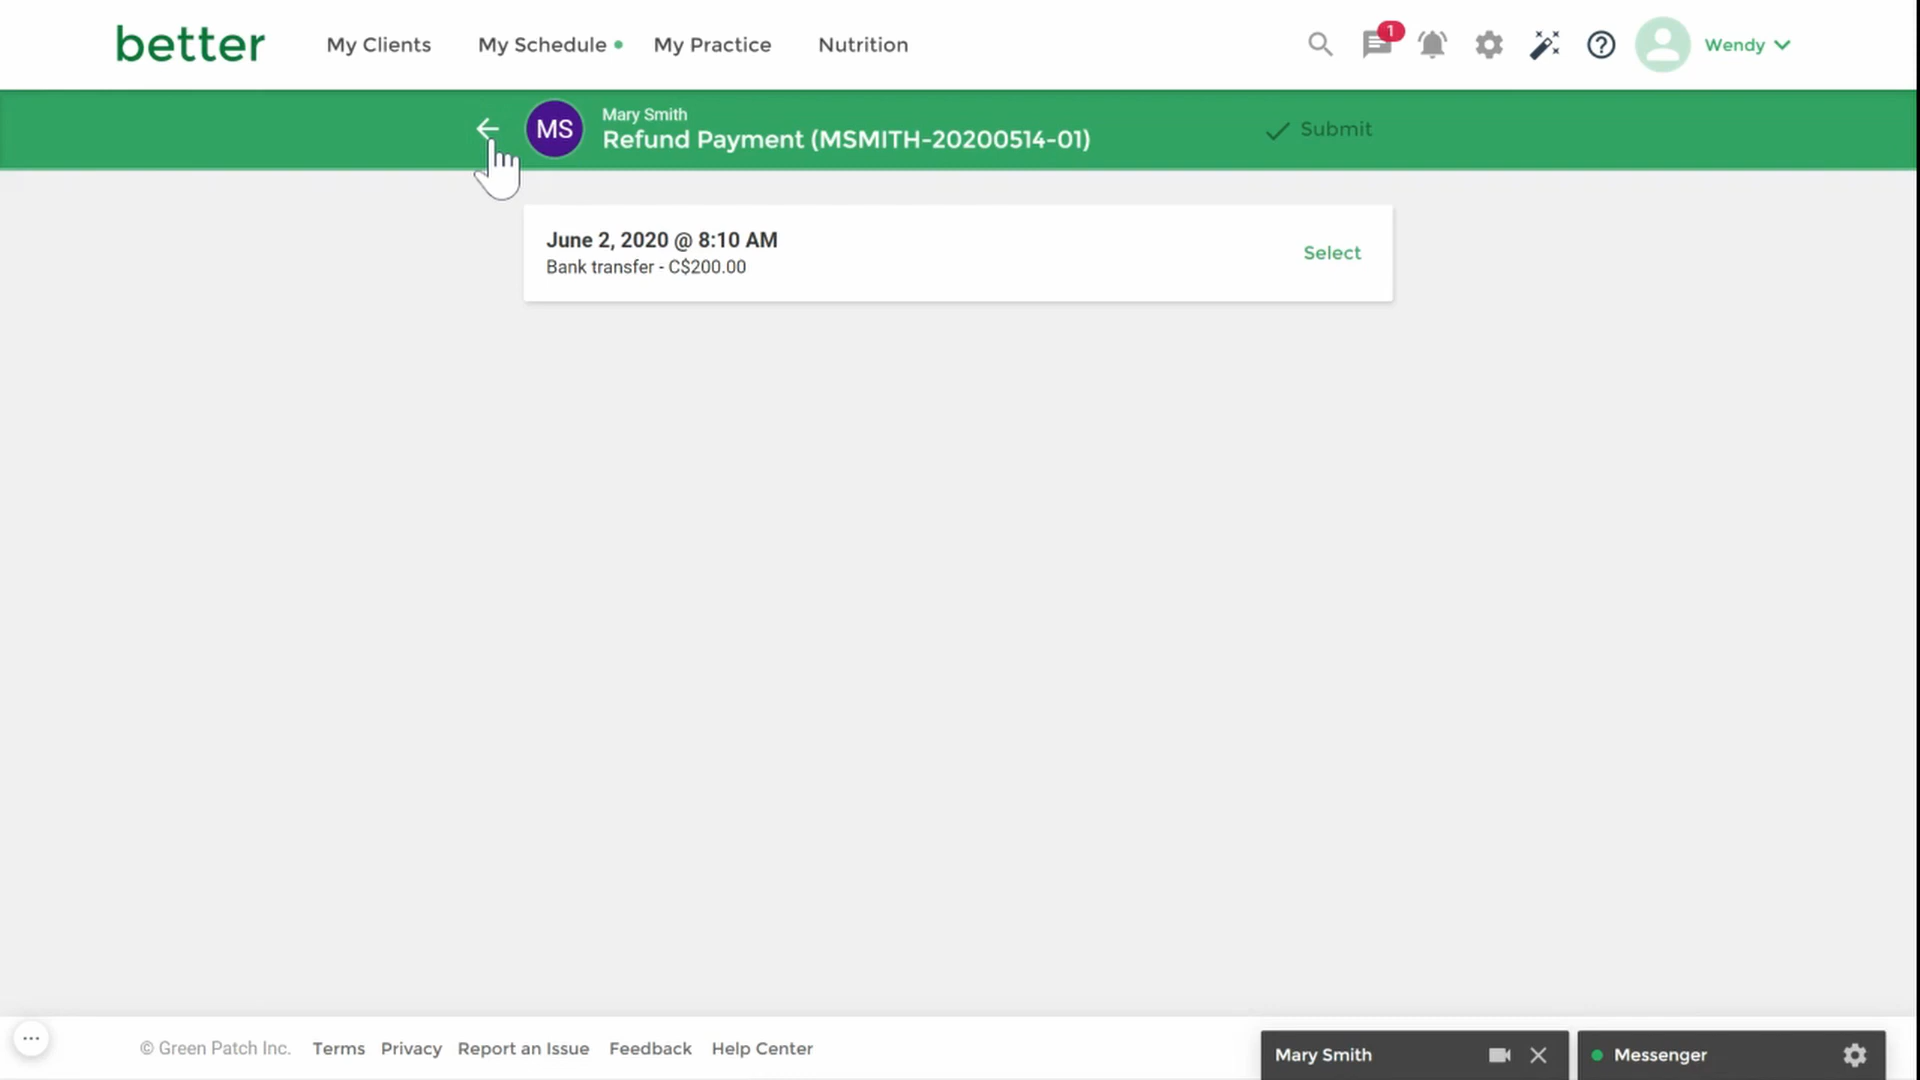 better
My Clients
My Schedule
My Practice
Nutrition
1
Wendy
MS
Mary Smith
Refund Payment (MSMITH-20200514-01)
Submit
June 2, 2020 @ 8:10 AM
Bank transfer - C$200.00
Select
© Green Patch Inc.
Terms
Privacy
Report an Issue
Feedback
Help Center
Mary Smith
Messenger